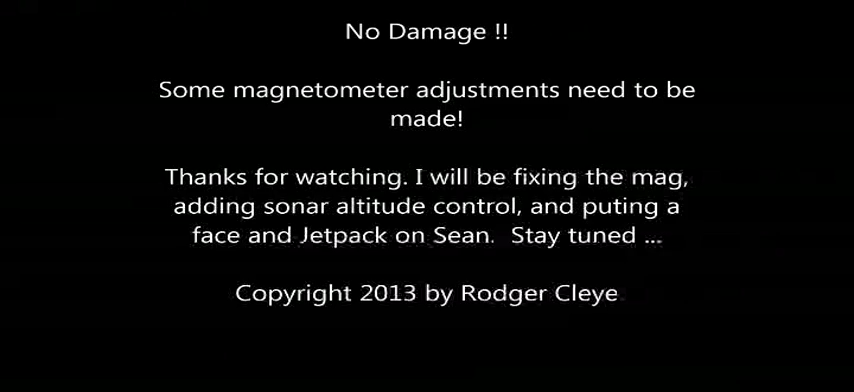 No Damage !!
Some magnetometer adjustments need to be
made!
Thanks for watching. I will be fixing the mag,
adding sonar altitude control, and puting a
face and Jetpack on Sean.  Stay tuned ...
Copyright 2013 by Rodger Cleye